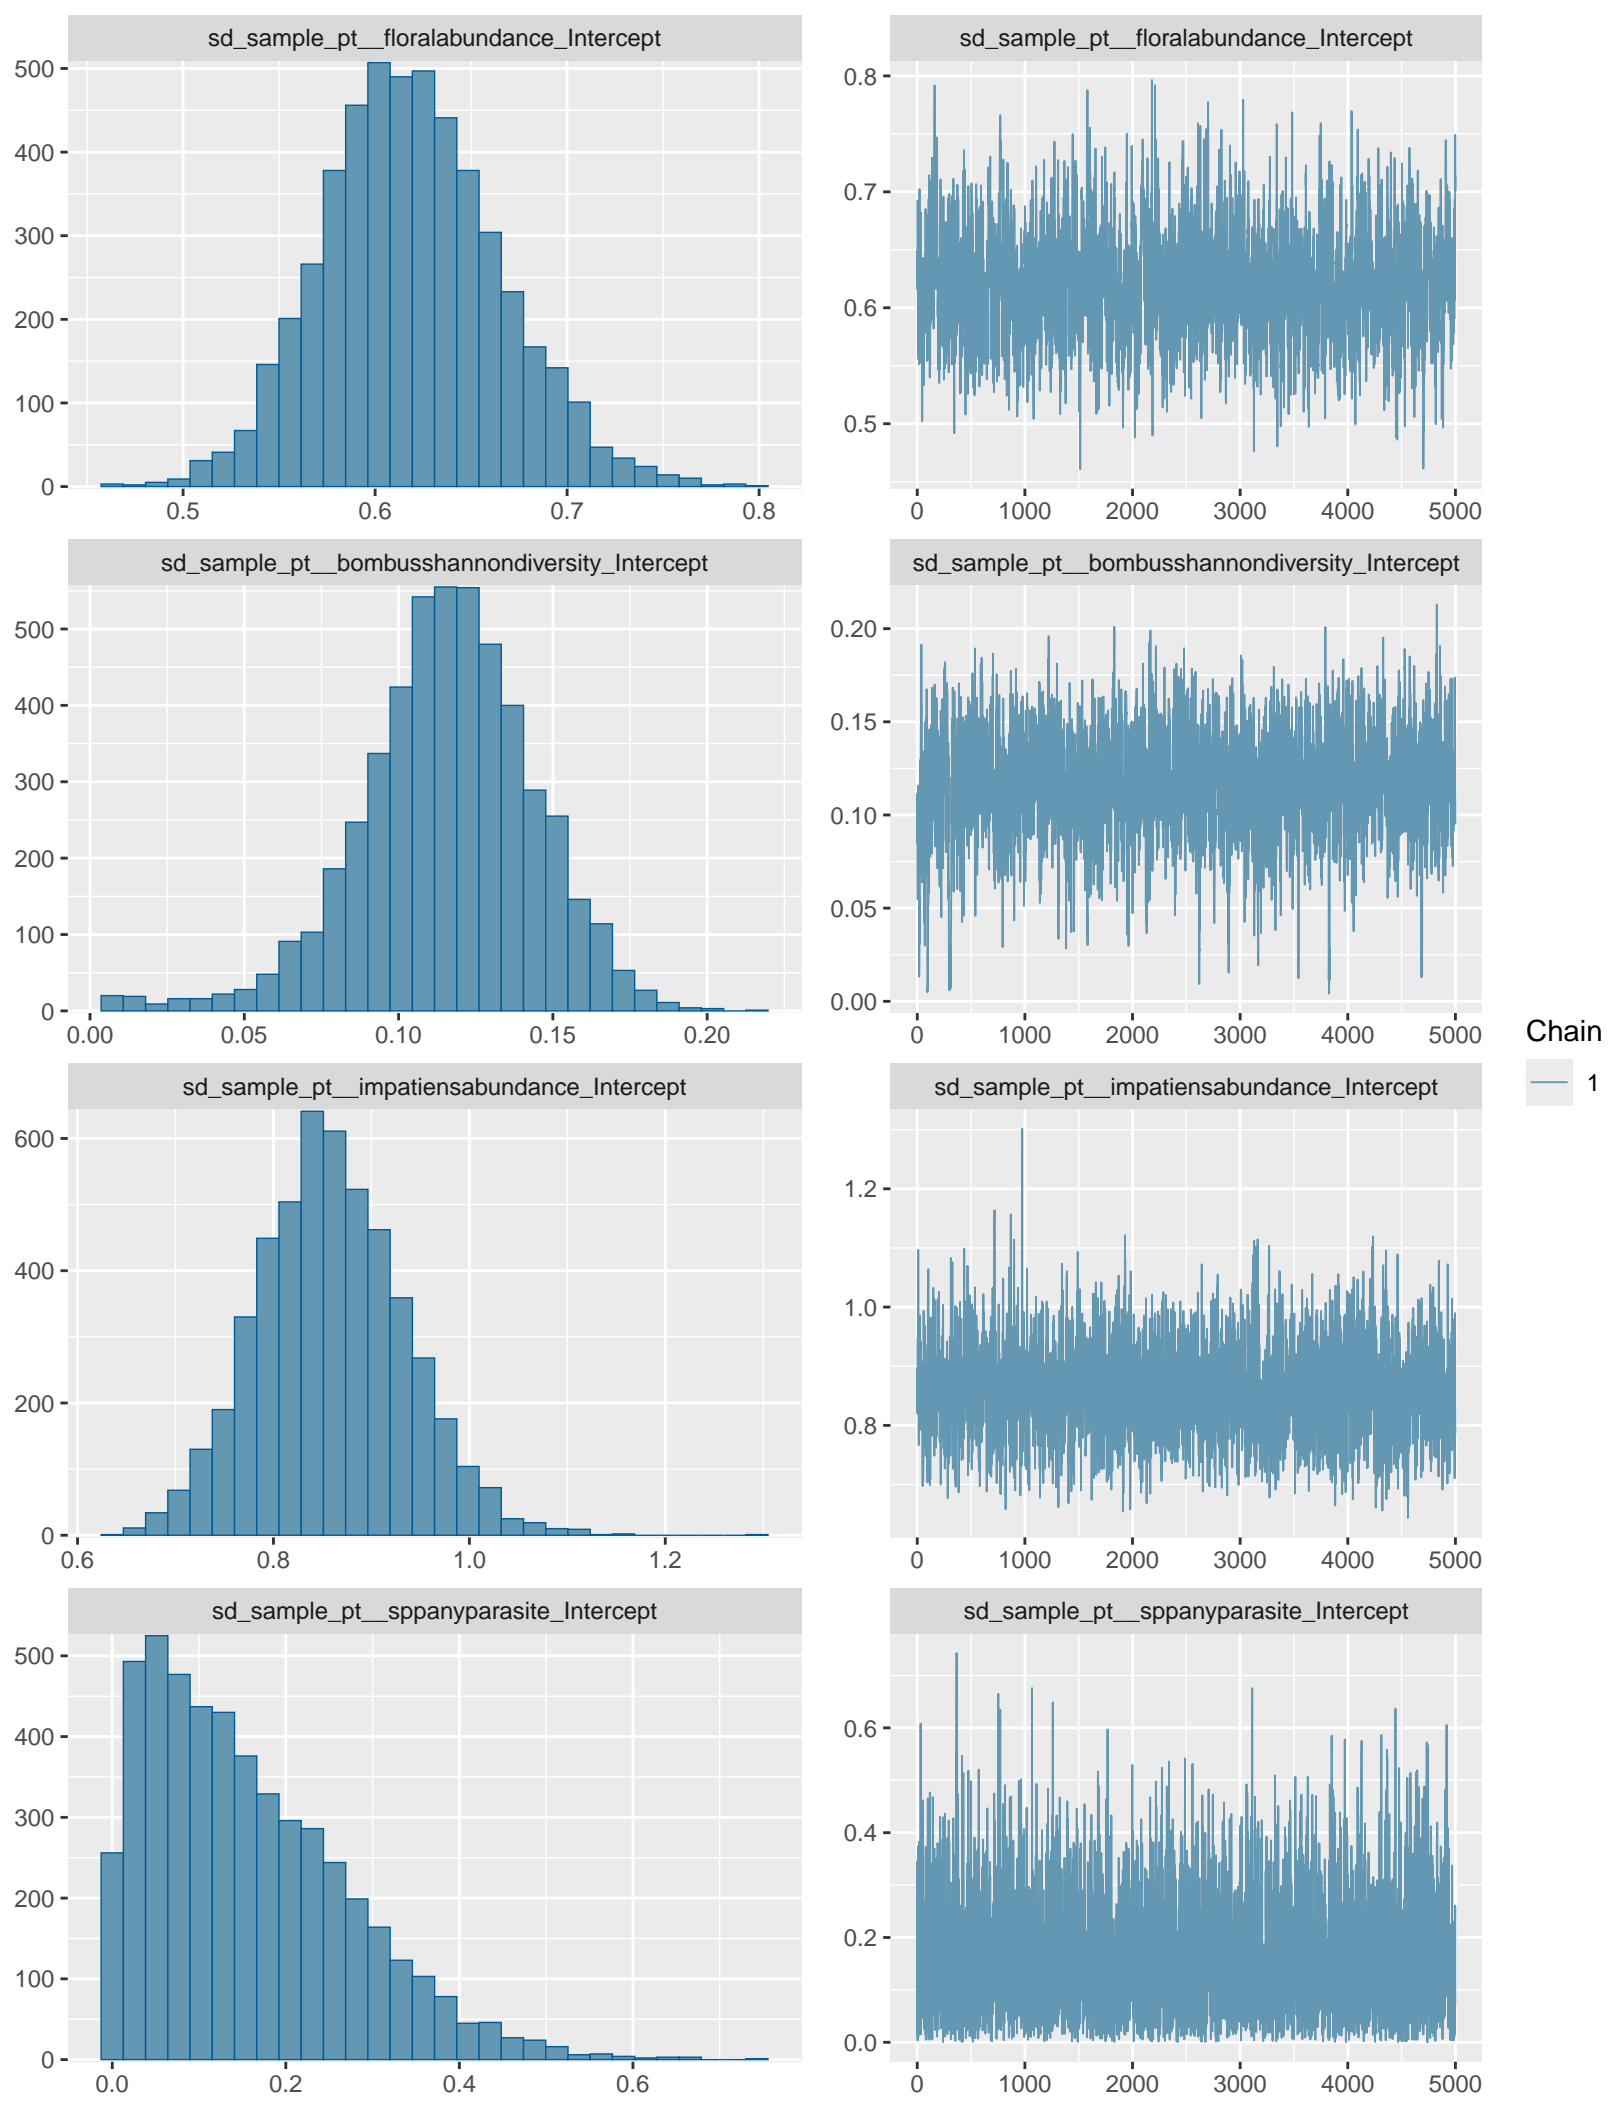 sd_sample_pt__floralabundance_Intercept
500
400
300
200
100
0
0.5 0.6 0.7 0.8
sd_sample_pt__floralabundance_Intercept
0.8
0.7
0.6
0.5
0 1000 2000 3000 4000 5000
sd_sample_pt__bombusshannondiversity_Intercept
500
400
300
200
100
0
0.00 0.05 0.10 0.15 0.20
sd_sample_pt__bombusshannondiversity_Intercept
0.20
0.15
0.10
0.05
0.00
0 1000 2000 3000 4000 5000
sd_sample_pt__impatiensabundance_Intercept
600
400
200
0
0.6 0.8 1.0 1.2
sd_sample_pt__impatiensabundance_Intercept
1.2
1.0
0.8
0 1000 2000 3000 4000 5000
sd_sample_pt__sppanyparasite_Intercept
500
400
300
200
100
0
0.0 0.2 0.4 0.6
sd_sample_pt__sppanyparasite_Intercept
0.6
0.4
0.2
0.0
0 1000 2000 3000 4000 5000
Chain
1